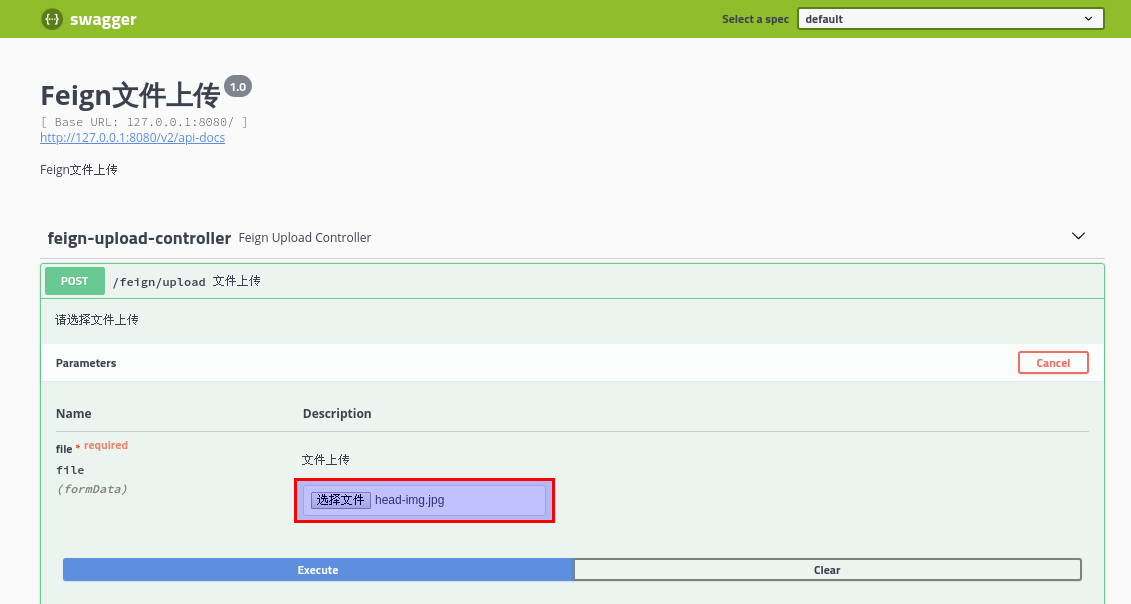 swagger
Select a spec default
Feign文件上传 1.0
[ Base URL: 127.0.0.1:8080/ ]
http://127.0.0.1:8080/v2/api-docs
Feign文件上传
feign-upload-controller Feign Upload Controller
POST /feign/upload 文件上传
请选择文件上传
Parameters Cancel
Name Description
file * required
file
(formData)
文件上传
选择文件 head-img.jpg
Execute Clear